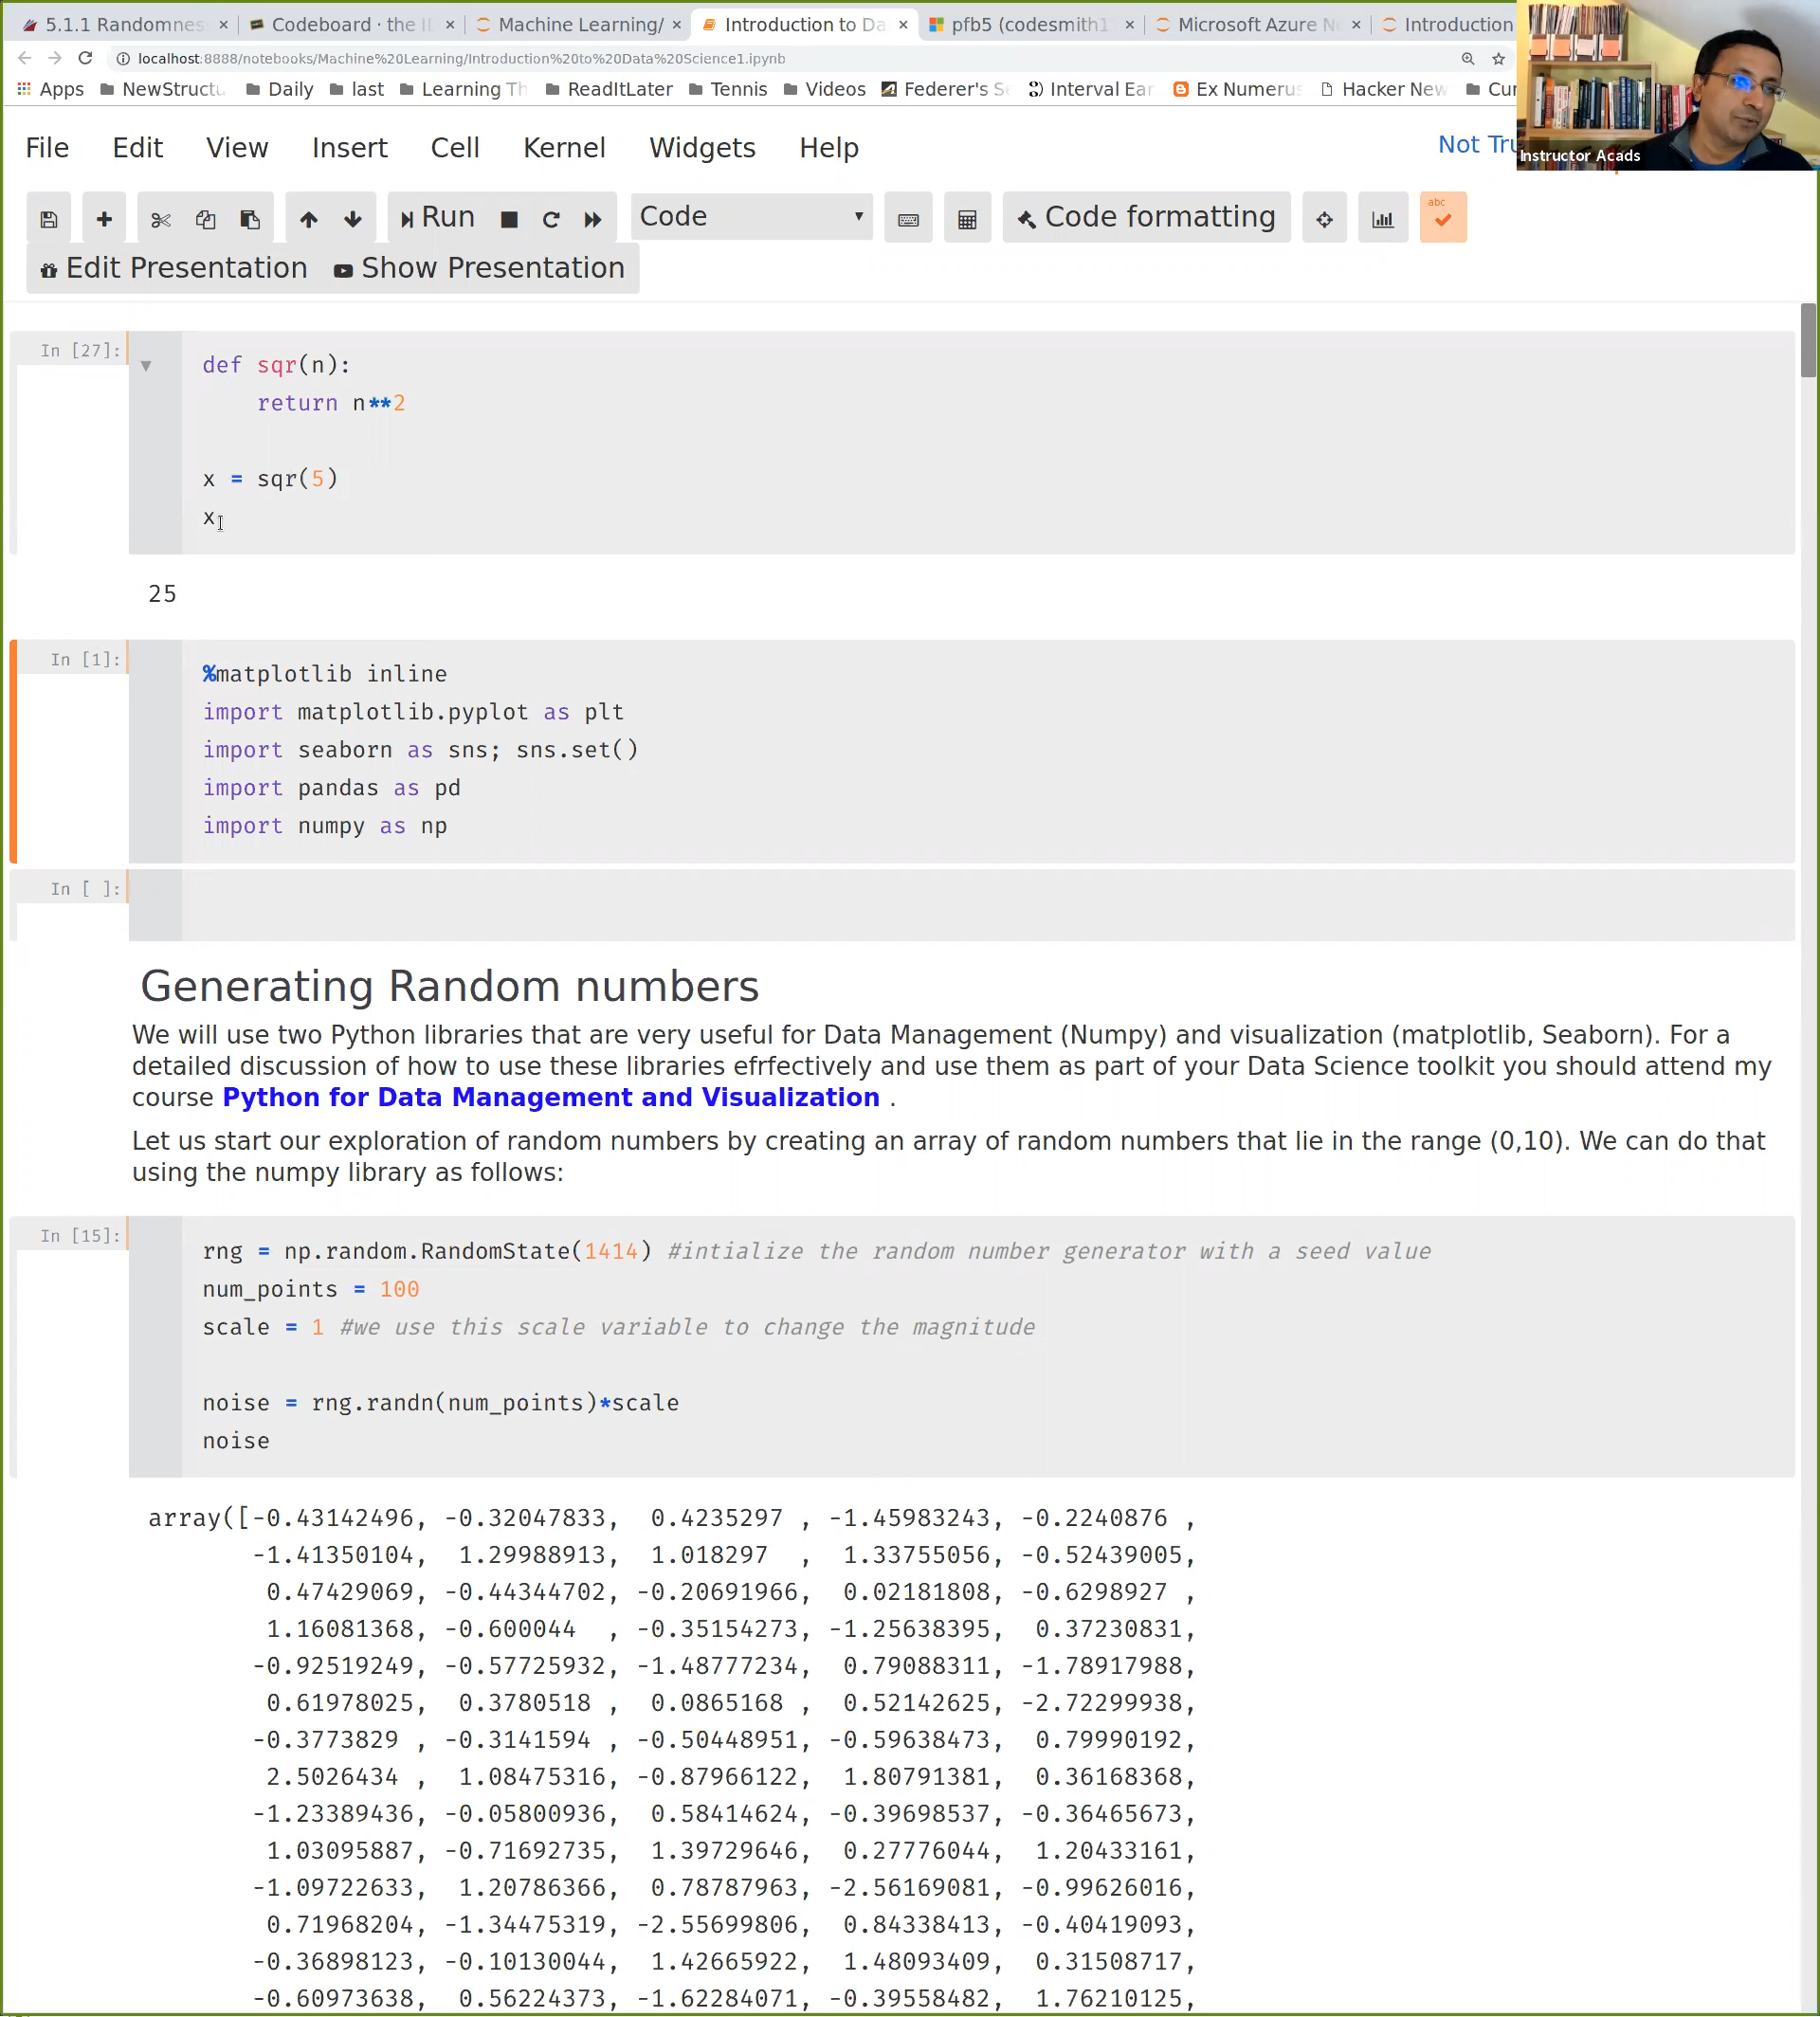 5.1.1 Randomnes
Codeboard · the I
Machine Learning/
Introduction to Da
pfb5 (codesmith1
Microsoft Azure N
Introduction
localhost:8888/notebooks/Machine%20Learning/Introduction%20to%20Data%20Science1.ipynb
Apps NewStructu Daily last Learning Th ReadItLater Tennis Videos Federer's S Interval Ear Ex Numerus Hacker New Cur
File Edit View Insert Cell Kernel Widgets Help
Not Tru
Instructor Acads
Run Code Code formatting abc
Edit Presentation Show Presentation
In [27]:
def sqr(n):
return n**2
x = sqr(5)
x
25
In [1]:
%matplotlib inline
import matplotlib.pyplot as plt
import seaborn as sns; sns.set()
import pandas as pd
import numpy as np
In [ ]:
Generating Random numbers
We will use two Python libraries that are very useful for Data Management (Numpy) and visualization (matplotlib, Seaborn). For a
detailed discussion of how to use these libraries efrfectively and use them as part of your Data Science toolkit you should attend my
course Python for Data Management and Visualization .
Let us start our exploration of random numbers by creating an array of random numbers that lie in the range (0,10). We can do that
using the numpy library as follows:
In [15]:
rng = np.random.RandomState(1414) #intialize the random number generator with a seed value
num_points = 100
scale = 1 #we use this scale variable to change the magnitude
noise = rng.randn(num_points)*scale
noise
array([-0.43142496, -0.32047833, 0.4235297 , -1.45983243, -0.2240876 ,
-1.41350104, 1.29988913, 1.018297 , 1.33755056, -0.52439005,
0.47429069, -0.44344702, -0.20691966, 0.02181808, -0.6298927 ,
1.16081368, -0.600044 , -0.35154273, -1.25638395, 0.37230831,
-0.92519249, -0.57725932, -1.48777234, 0.79088311, -1.78917988,
0.61978025, 0.3780518 , 0.0865168 , 0.52142625, -2.72299938,
-0.3773829 , -0.3141594 , -0.50448951, -0.59638473, 0.79990192,
2.5026434 , 1.08475316, -0.87966122, 1.80791381, 0.36168368,
-1.23389436, -0.05800936, 0.58414624, -0.39698537, -0.36465673,
1.03095887, -0.71692735, 1.39729646, 0.27776044, 1.20433161,
-1.09722633, 1.20786366, 0.78787963, -2.56169081, -0.99626016,
0.71968204, -1.34475319, -2.55699806, 0.84338413, -0.40419093,
-0.36898123, -0.10130044, 1.42665922, 1.48093409, 0.31508717,
-0.60973638, 0.56224373, -1.62284071, -0.39558482, 1.76210125,